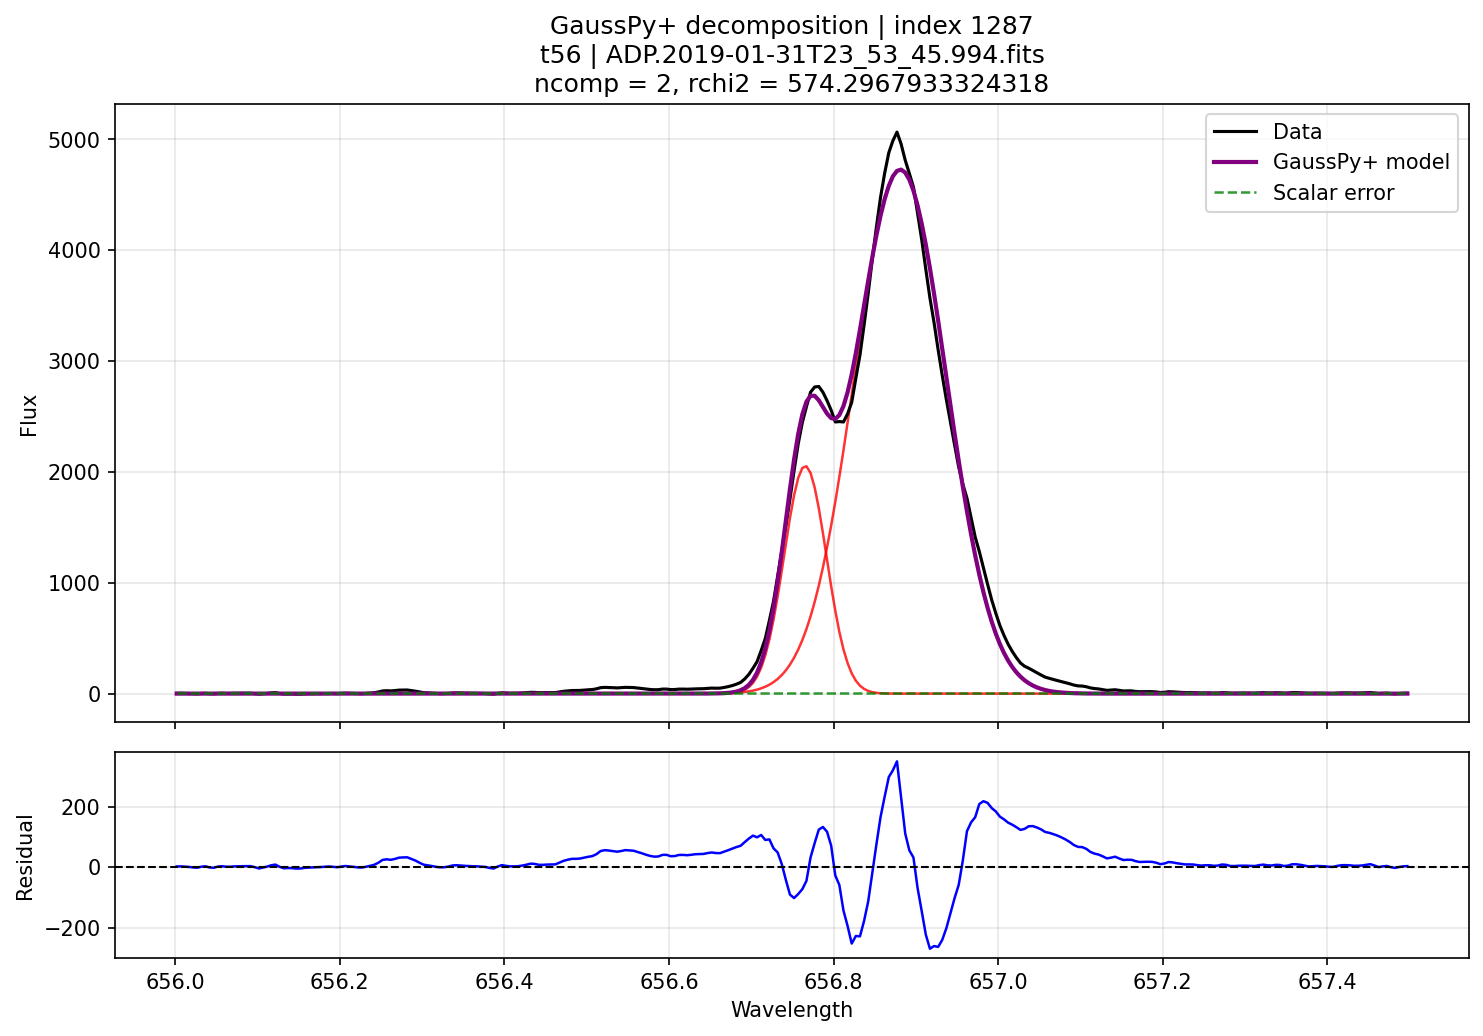 GaussPy+ decomposition | index 1287
t56 | ADP.2019-01-31T23_53_45.994.fits
ncomp = 2, rchi2 = 574.2967933324318
Data
GaussPy+ model
Scalar error
5000
4000
3000
2000
1000
0
Flux
200
0
−200
Residual
656.0 656.2 656.4 656.6 656.8 657.0 657.2 657.4
Wavelength